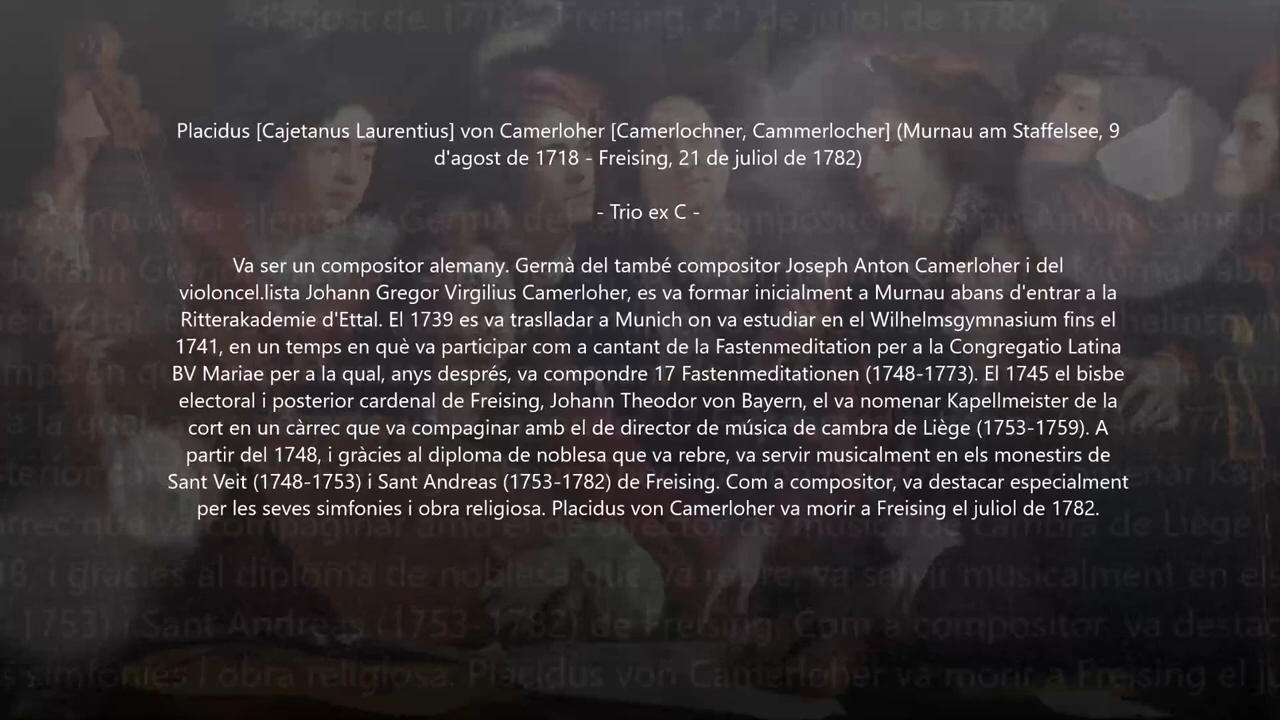 Placidus [Cajetanus Laurentius] von Camerloher [Camerlochner, Cammerlocher] (Murnau am Staffelsee, 9
d'agost de 1718 - Freising, 21 de juliol de 1782)
- Trio ex C -
Va ser un compositor alemany. Germà del també compositor Joseph Anton Camerloher i del
violoncel.lista Johann Gregor Virgilius Camerloher, es va formar inicialment a Murnau abans d'entrar a la
Ritterakademie d'Ettal. El 1739 es va traslladar a Munich on va estudiar en el Wilhelmsgymnasium fins el
1741, en un temps en què va participar com a cantant de la Fastenmeditation per a la Congregatio Latina
BV Mariae per a la qual, anys després, va compondre 17 Fastenmeditationen (1748-1773). El 1745 el bisbe
electoral i posterior cardenal de Freising, Johann Theodor von Bayern, el va nomenar Kapellmeister de la
cort en un càrrec que va compaginar amb el de director de música de cambra de Liège (1753-1759). A
partir del 1748, i gràcies al diploma de noblesa que va rebre, va servir musicalment en els monestirs de
Sant Veit (1748-1753) i Sant Andreas (1753-1782) de Freising. Com a compositor, va destacar especialment
per les seves simfonies i obra religiosa. Placidus von Camerloher va morir a Freising el juliol de 1782.